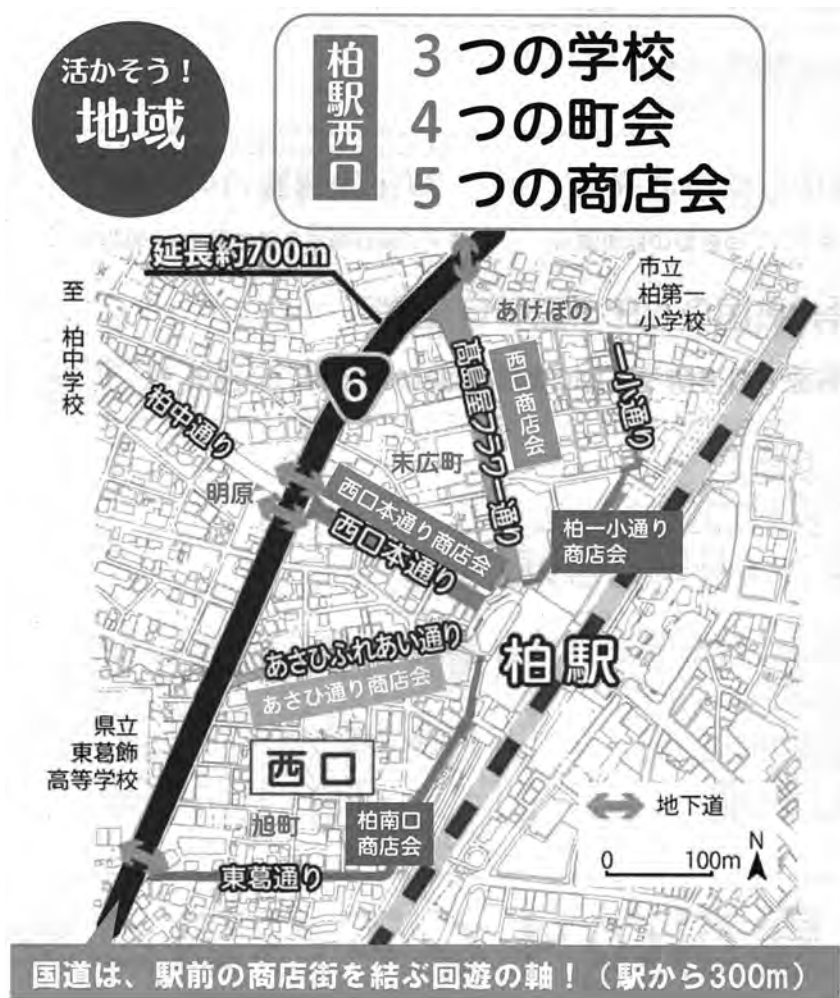 活かそう！
地域
柏駅西口
3つの学校
4つの町会
5つの商店会
延長約700m
至 柏中学校
市立
柏第一
小学校
あけぼの
6
高島屋フラワー通り
西口商店会
一小通り
柏中通り
末広町
明原
西口本通り商店会
西口本通り
柏一小通り
商店会
あさひふれあい通り
あさひ通り商店会
柏駅
県立
東葛飾
高等学校
西口
旭町
柏南口
商店会
東葛通り
地下道
0 100m
N
国道は、駅前の商店街を結ぶ回遊の軸！（駅から300m）